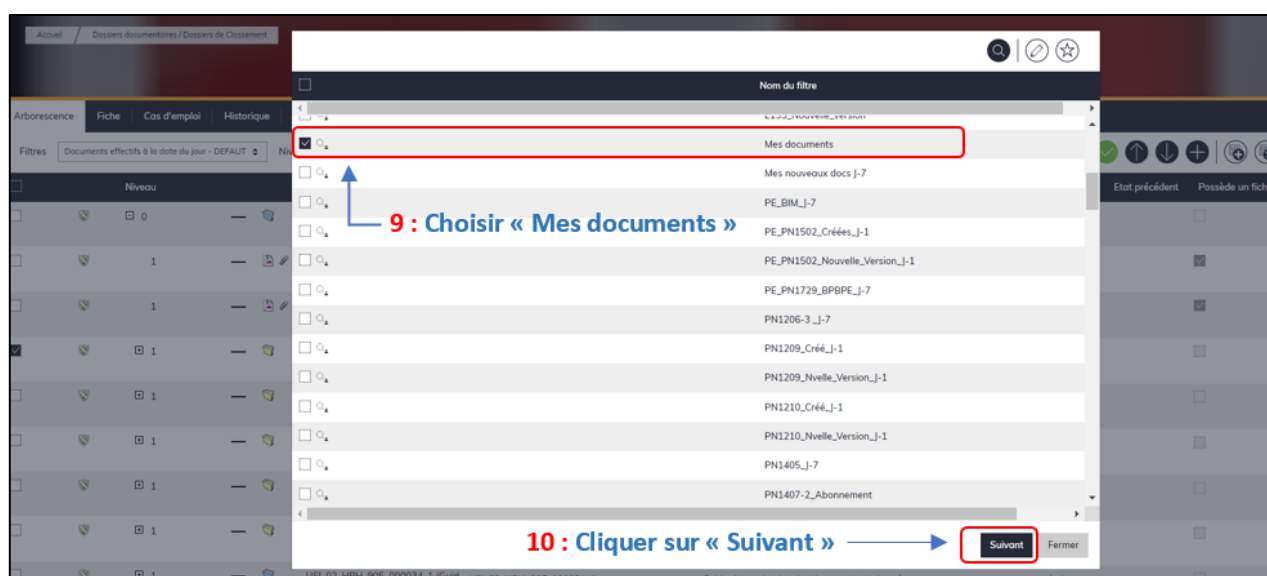 Accueil / Dossiers documentaires / Dossiers de Classement
Nom du filtre
Arborescence Fiche Cas d'emploi Historique
E135_Nouvelle_version
Filtres Documents effectifs à la date du jour - DEFAUT
Mes documents
Mes nouveaux docs J-7
Niveau
Etat précédent Possède un fich
PE_BIM_J-7
0
9 : Choisir « Mes documents »
PE_PN1502_Créées_J-1
1
PE_PN1502_Nouvelle_Version_J-1
PE_PN1729_BPBPE_J-7
1
PN1206-3 _J-7
1
PN1209_Créé_J-1
PN1209_Nvelle_Version_J-1
1
PN1210_Créé_J-1
1
PN1210_Nvelle_Version_J-1
PN1405_J-7
1
PN1407-2_Abonnement
1
10 : Cliquer sur « Suivant »
Suivant Fermer
1